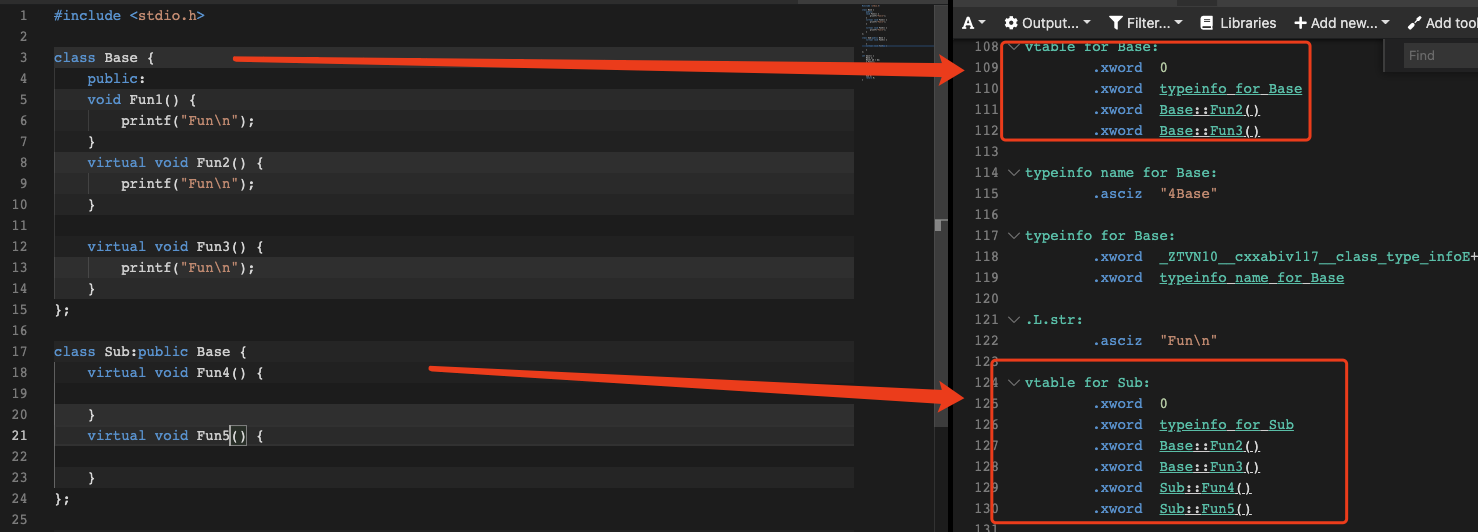 1 #include <stdio.h>
2
3 class Base {
4 public:
5 void Fun1() {
6 printf("Fun\n");
7 }
8 virtual void Fun2() {
9 printf("Fun\n");
10 }
11
12 virtual void Fun3() {
13 printf("Fun\n");
14 }
15 };
16
17 class Sub:public Base {
18 virtual void Fun4() {
19
20 }
21 virtual void Fun5() {
22
23 }
24 };
25
A Output... Filter... Libraries Add new... Add tool
Find
108 vtable for Base:
109 .xword 0
110 .xword typeinfo for Base
111 .xword Base::Fun2()
112 .xword Base::Fun3()
113
114 typeinfo name for Base:
115 .asciz "4Base"
116
117 typeinfo for Base:
118 .xword _ZTVN10__cxxabiv117__class_type_infoE+
119 .xword typeinfo name for Base
120
121 .L.str:
122 .asciz "Fun\n"
123
124 vtable for Sub:
125 .xword 0
126 .xword typeinfo for Sub
127 .xword Base::Fun2()
128 .xword Base::Fun3()
129 .xword Sub::Fun4()
130 .xword Sub::Fun5()
131